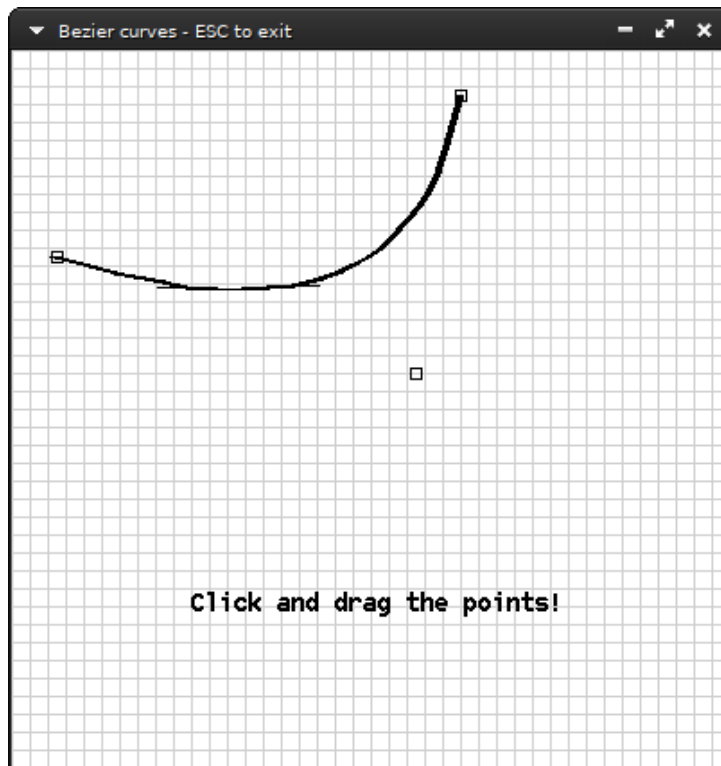 Bezier curves - ESC to exit
Click and drag the points!